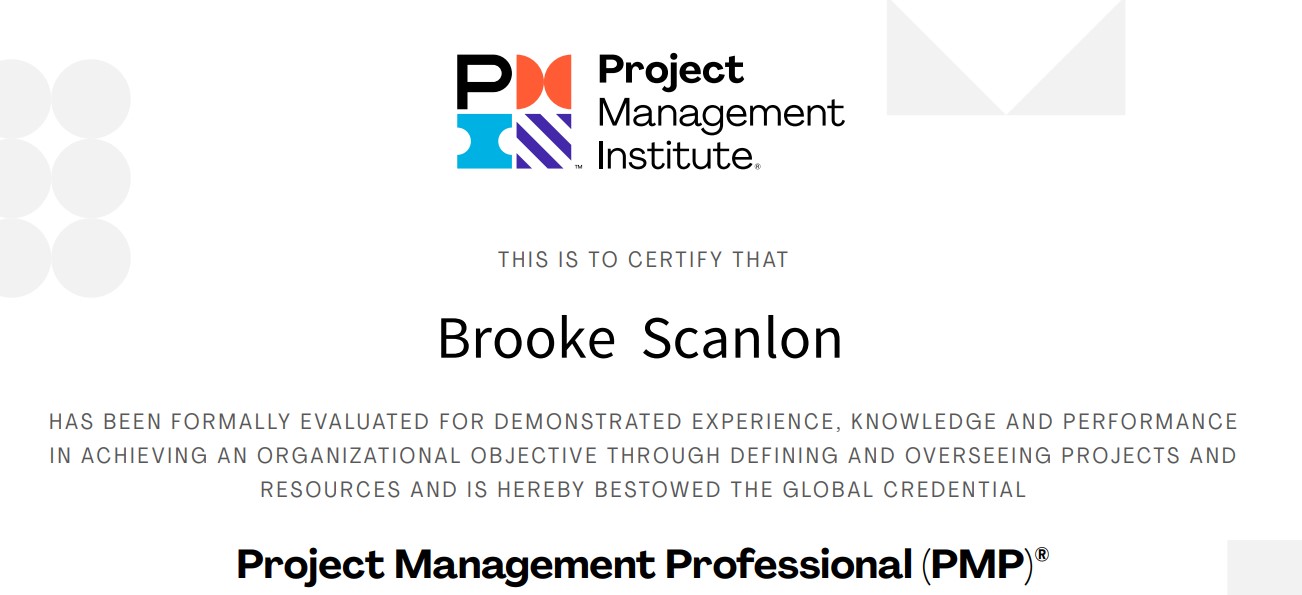 Project
Management
Institute®
™
THIS IS TO CERTIFY THAT
Brooke Scanlon
HAS BEEN FORMALLY EVALUATED FOR DEMONSTRATED EXPERIENCE, KNOWLEDGE AND PERFORMANCE
IN ACHIEVING AN ORGANIZATIONAL OBJECTIVE THROUGH DEFINING AND OVERSEEING PROJECTS AND
RESOURCES AND IS HEREBY BESTOWED THE GLOBAL CREDENTIAL
Project Management Professional (PMP)®